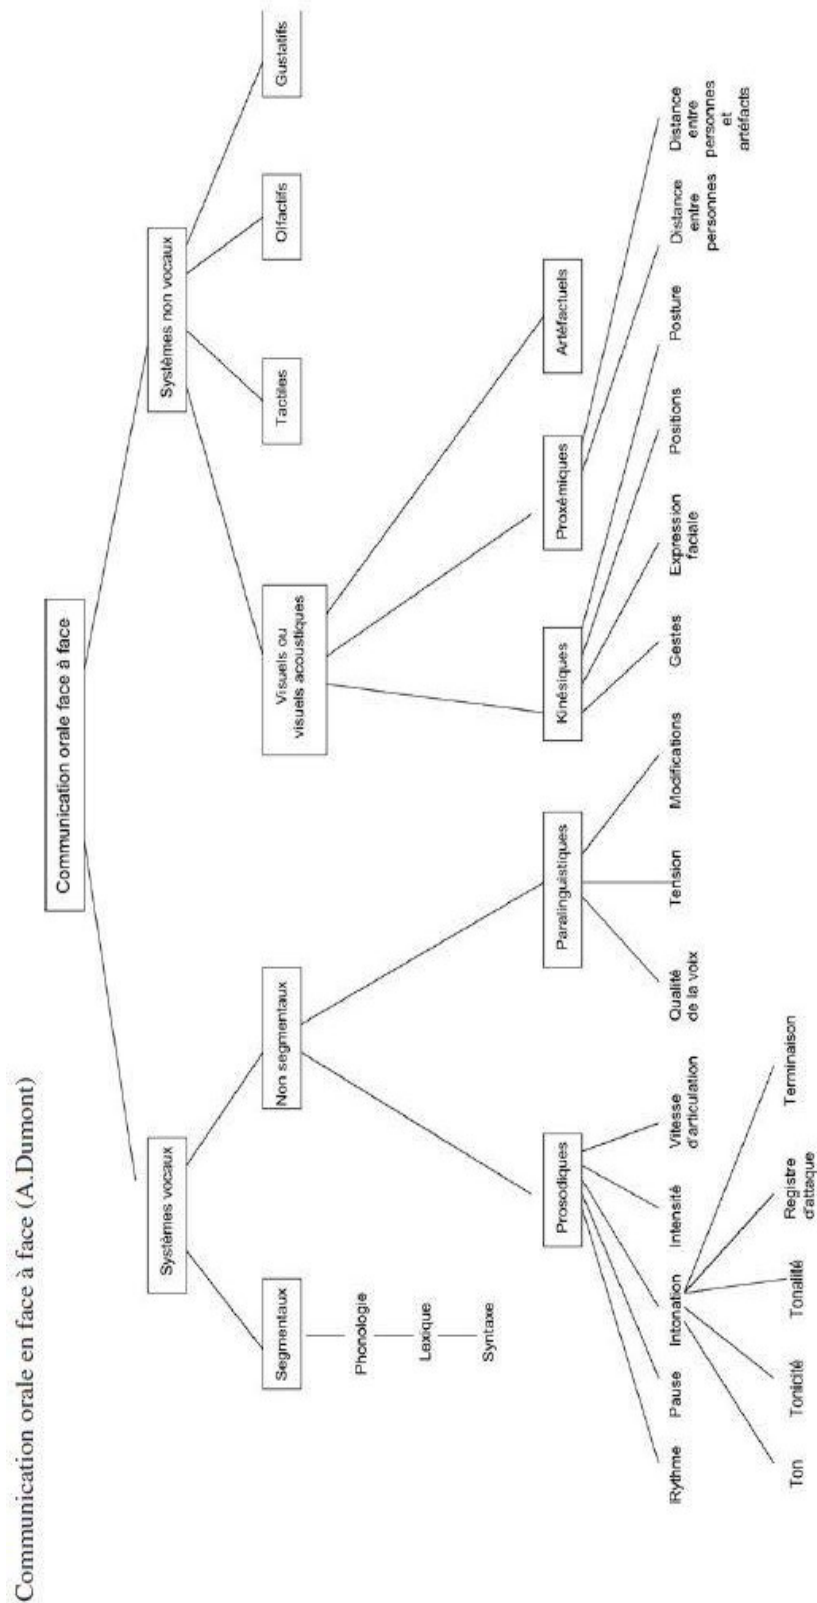 Communication orale en face à face (A.Dumont)
Communication orale face à face
Systèmes vocaux
Systèmes non vocaux
Segmentaux
Non segmentaux
Visuels ou
visuels acoustiques
Tactiles
Olfactifs
Gustatifs
Phonologie
Lexique
Syntaxe
Prosodiques
Paralinguistiques
Kinésiques
Proxémiques
Artéfactuels
Rythme
Pause
Intonation
Intensité
Vitesse
d'articulation
Qualité
de la voix
Tension
Modifications
Gestes
Expression
faciale
Positions
Posture
Distance
entre
personnes
Distance
entre
personnes
et
artéfacts
Ton
Tonicité
Tonalité
Registre
d'attaque
Terminaison